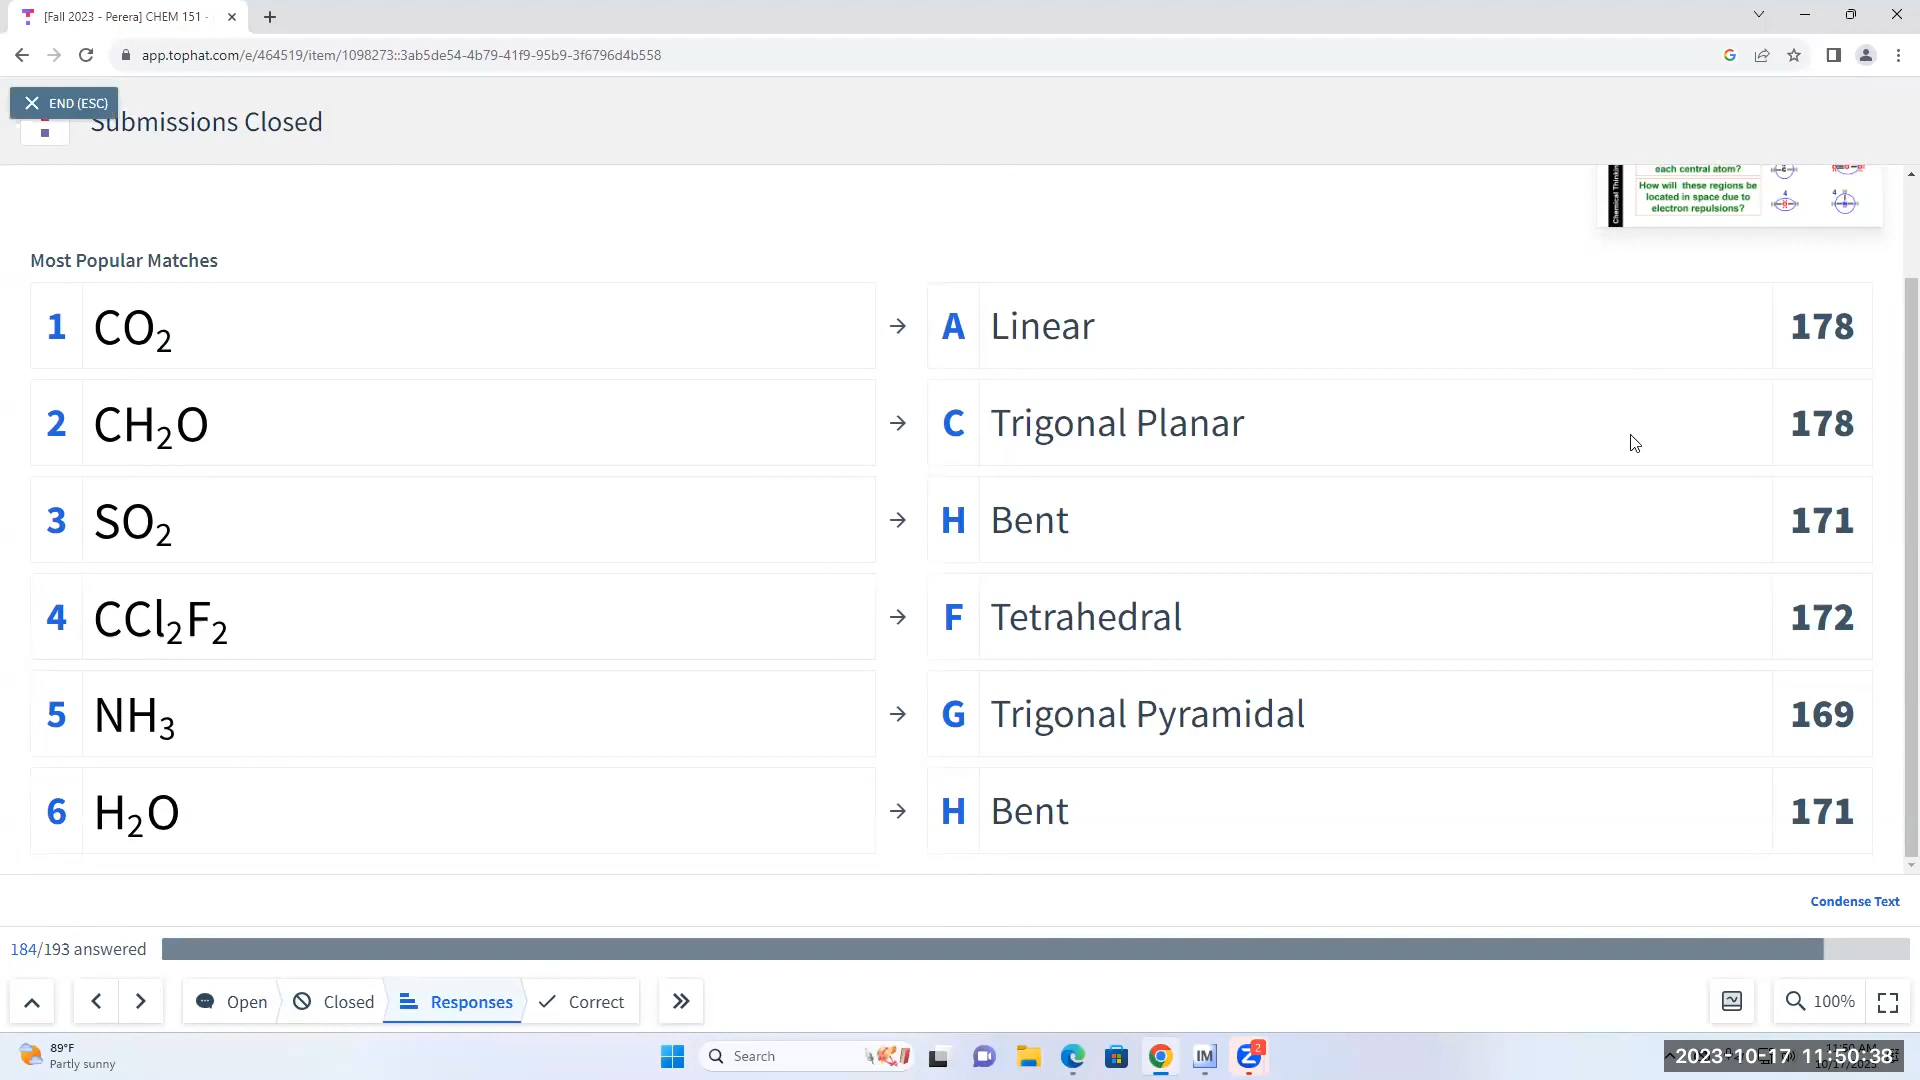 [Fall 2023 - Perera] CHEM 151 -
app.tophat.com/e/464519/item/1098273::3ab5de54-4b79-41f9-95b9-3f6796d4b558
END (ESC)
Submissions Closed
Chemical Thinkin
each central atom?
How will these regions be
located in space due to
electron repulsions?
Most Popular Matches
1 CO₂ → A Linear 178
2 CH₂O → C Trigonal Planar 178
3 SO₂ → H Bent 171
4 CCl₂F₂ → F Tetrahedral 172
5 NH₃ → G Trigonal Pyramidal 169
6 H₂O → H Bent 171
Condense Text
184/193 answered
Open Closed Responses Correct 100%
89°F
Partly sunny
Search
IM
Z
2
2023-10-17 11:50:38